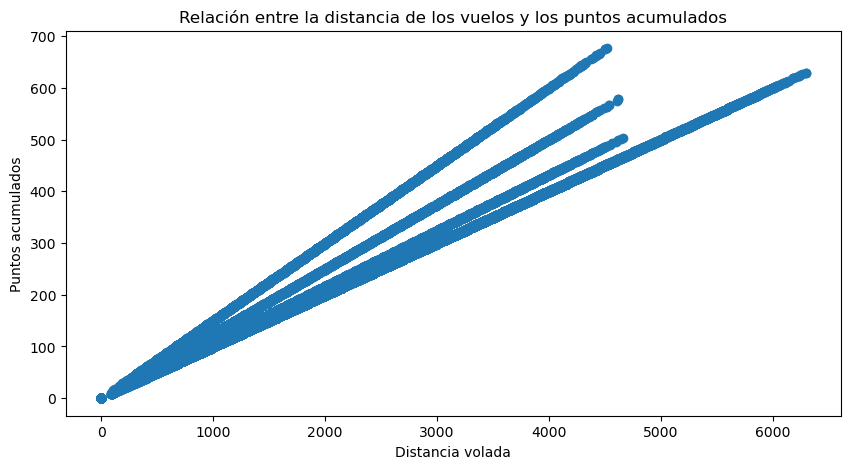 Relación entre la distancia de los vuelos y los puntos acumulados
700
600
500
400
300
200
100
0
Puntos acumulados
0 1000 2000 3000 4000 5000 6000
Distancia volada